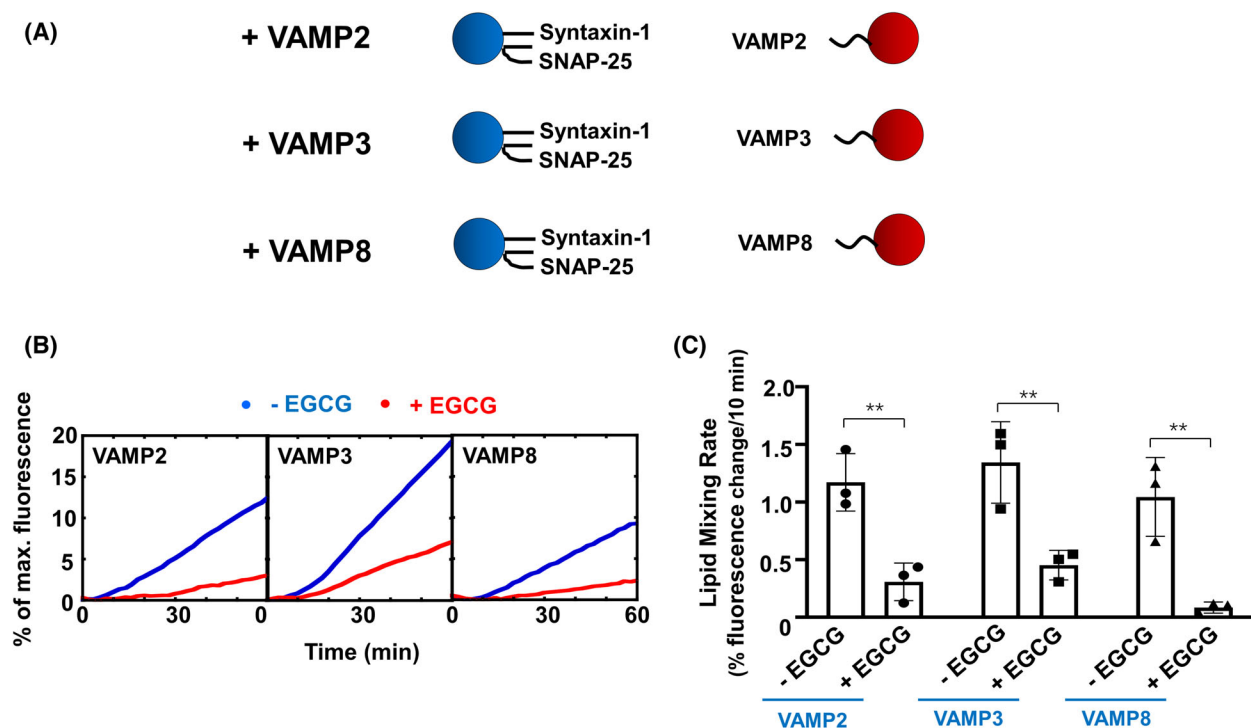 (A)
+ VAMP2
Syntaxin-1
SNAP-25
VAMP2
+ VAMP3
Syntaxin-1
SNAP-25
VAMP3
+ VAMP8
Syntaxin-1
SNAP-25
VAMP8
(B)
- EGCG + EGCG
% of max. fluorescence
20
15
10
5
0
VAMP2
VAMP3
VAMP8
30 0 30 0 30 60
Time (min)
(C)
Lipid Mixing Rate
(% fluorescence change/10 min)
2.0
1.5
1.0
0.5
0
** ** **
- EGCG + EGCG - EGCG + EGCG - EGCG + EGCG
VAMP2 VAMP3 VAMP8